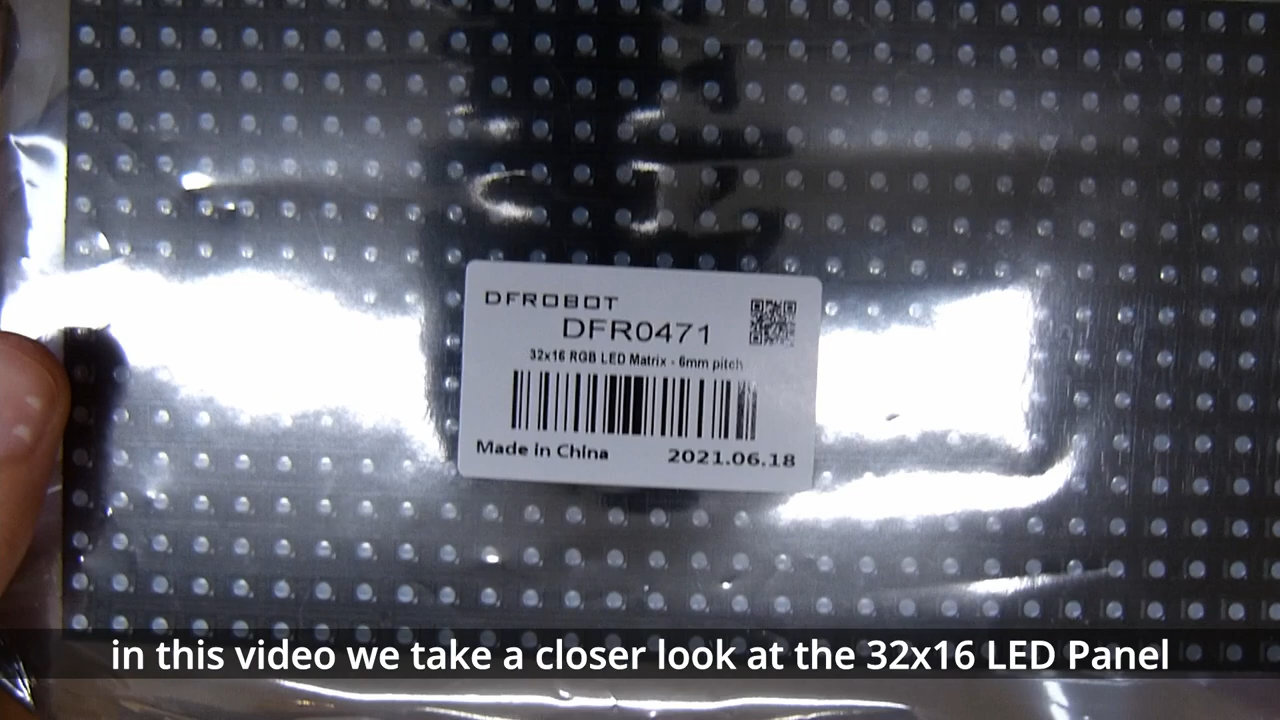 DFROBOT
DFR0471
32x16 RGB LED Matrix - 6mm pitch
Made in China
2021.06.18
in this video we take a closer look at the 32x16 LED Panel